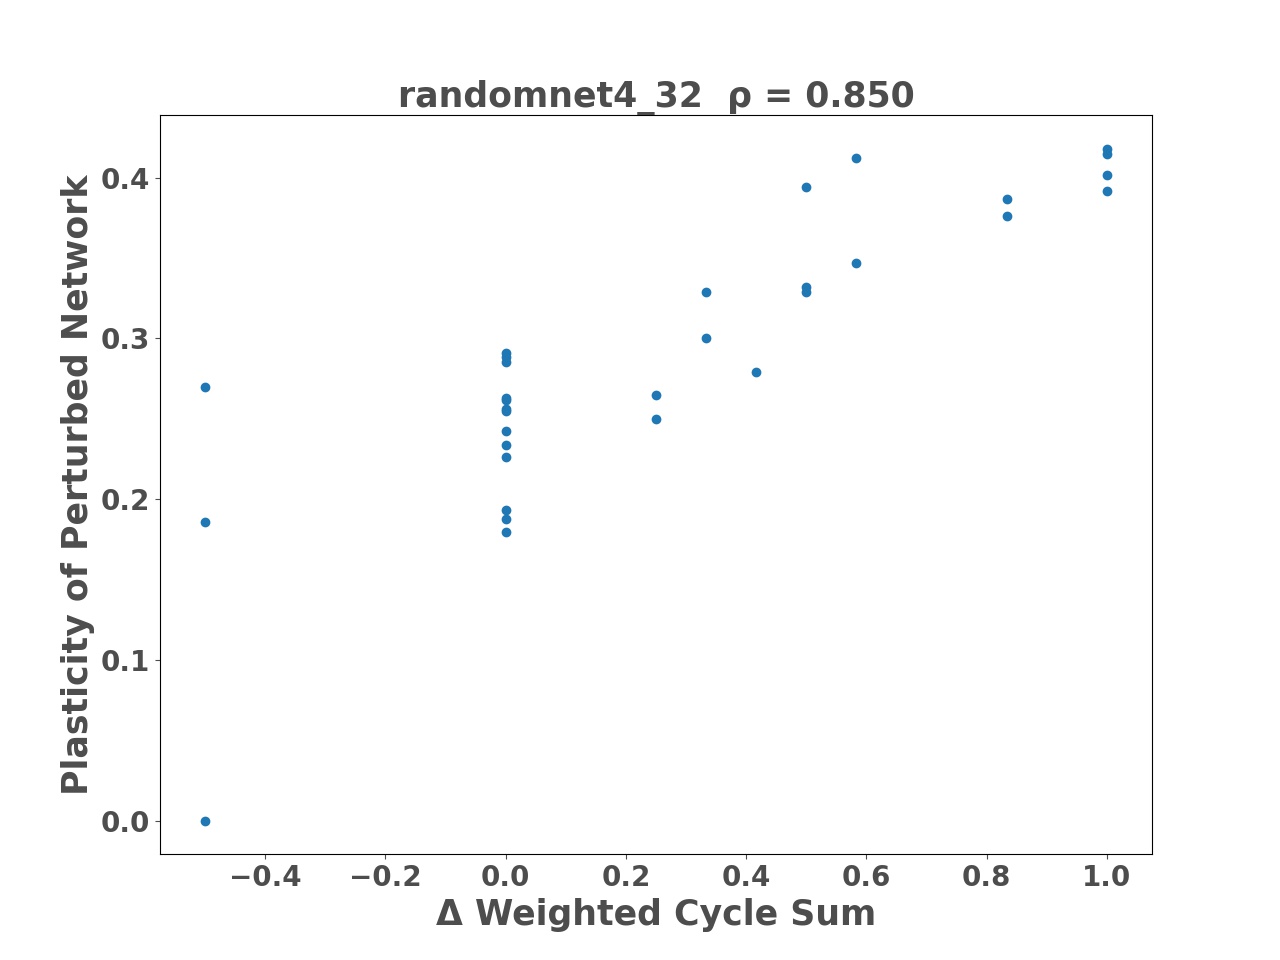 randomnet4_32 ρ = 0.850
Plasticity of Perturbed Network
0.4
0.3
0.2
0.1
0.0
−0.4 −0.2 0.0 0.2 0.4 0.6 0.8 1.0
Δ Weighted Cycle Sum